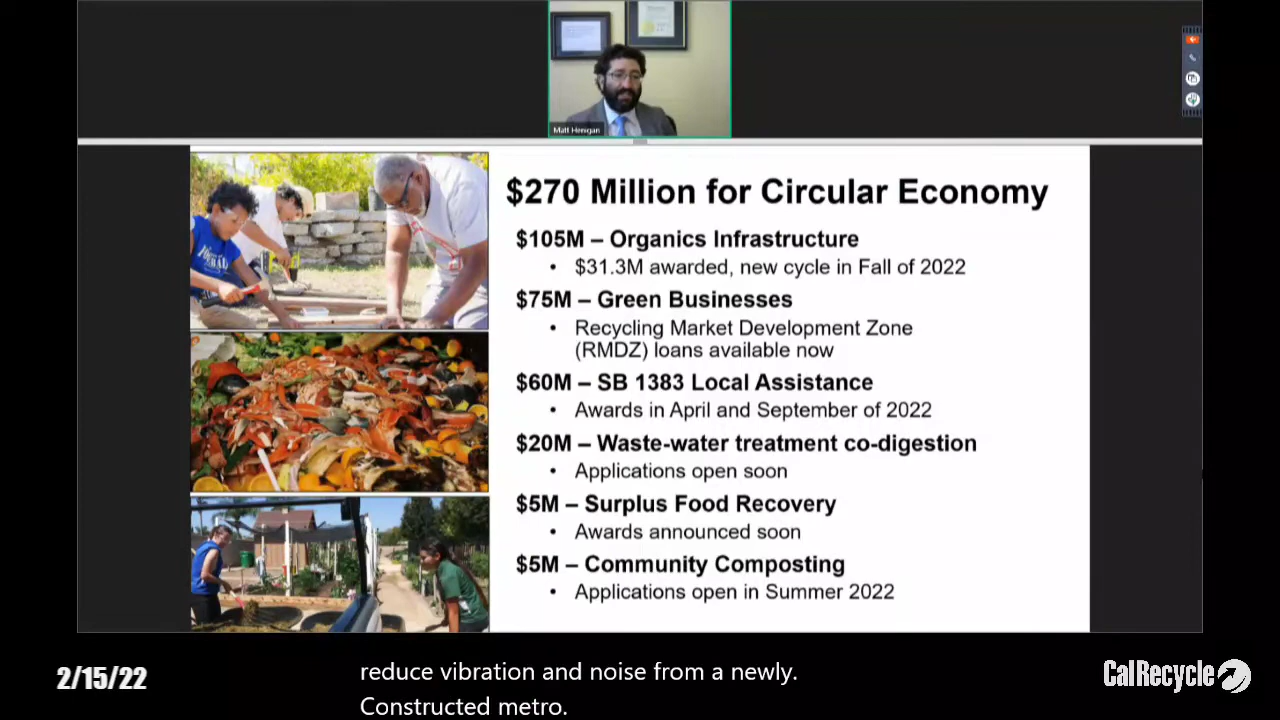 Matt Henigan
$270 Million for Circular Economy
$105M – Organics Infrastructure
• $31.3M awarded, new cycle in Fall of 2022
$75M – Green Businesses
• Recycling Market Development Zone
(RMDZ) loans available now
$60M – SB 1383 Local Assistance
• Awards in April and September of 2022
$20M – Waste-water treatment co-digestion
• Applications open soon
$5M – Surplus Food Recovery
• Awards announced soon
$5M – Community Composting
• Applications open in Summer 2022
2/15/22
reduce vibration and noise from a newly.
Constructed metro.
CalRecycle